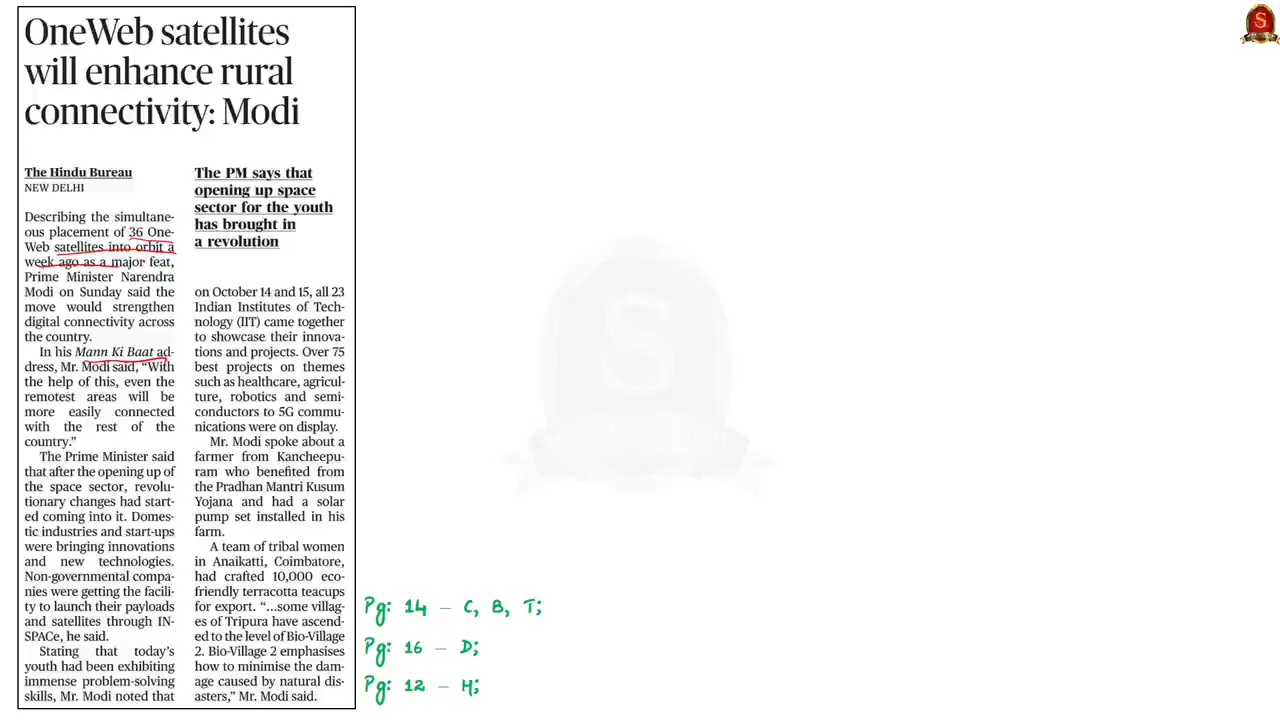 OneWeb satellites
will enhance rural
connectivity: Modi
The Hindu Bureau
NEW DELHI
Describing the simultane-
ous placement of 36 One-
Web satellites into orbit a
week ago as a major feat,
Prime Minister Narendra
Modi on Sunday said the
move would strengthen
digital connectivity across
the country.
In his Mann Ki Baat ad-
dress, Mr. Modi said, “With
the help of this, even the
remotest areas will be
more easily connected
with the rest of the
country.”
The Prime Minister said
that after the opening up of
the space sector, revolu-
tionary changes had start-
ed coming into it. Domes-
tic industries and start-ups
were bringing innovations
and new technologies.
Non-governmental compa-
nies were getting the facili-
ty to launch their payloads
and satellites through IN-
SPACe, he said.
Stating that today’s
youth had been exhibiting
immense problem-solving
skills, Mr. Modi noted that
The PM says that
opening up space
sector for the youth
has brought in
a revolution
on October 14 and 15, all 23
Indian Institutes of Tech-
nology (IIT) came together
to showcase their innova-
tions and projects. Over 75
best projects on themes
such as healthcare, agricul-
ture, robotics and semi-
conductors to 5G commu-
nications were on display.
Mr. Modi spoke about a
farmer from Kancheepu-
ram who benefited from
the Pradhan Mantri Kusum
Yojana and had a solar
pump set installed in his
farm.
A team of tribal women
in Anaikatti, Coimbatore,
had crafted 10,000 eco-
friendly terracotta teacups
for export. “...some villag-
es of Tripura have ascend-
ed to the level of Bio-Village
2. Bio-Village 2 emphasises
how to minimise the dam-
age caused by natural dis-
asters,” Mr. Modi said.
Pg: 14 – C, B, T;
Pg: 16 – D;
Pg: 12 – H;
S
S